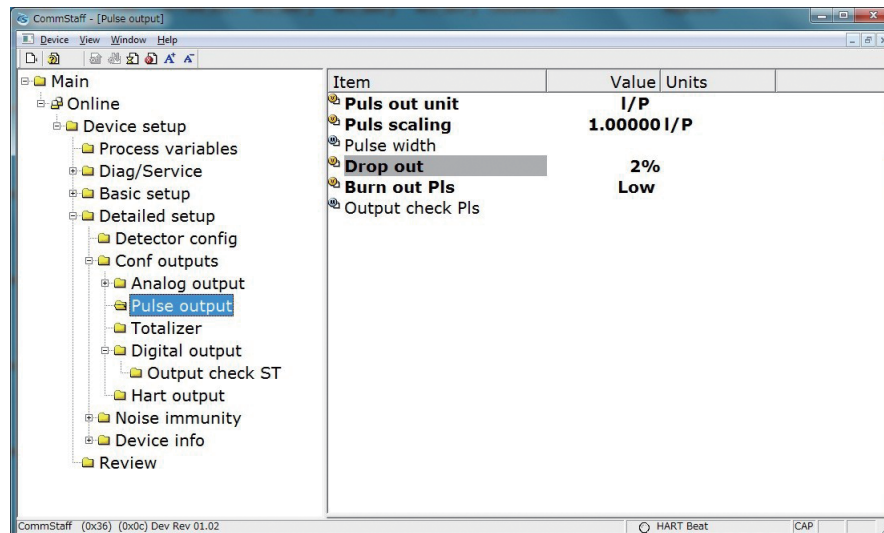 CommStaff - [Pulse output]
Device View Window Help
A+ A-
Main
Online
Device setup
Process variables
Diag/Service
Basic setup
Detailed setup
Detector config
Conf outputs
Analog output
Pulse output
Totalizer
Digital output
Output check ST
Hart output
Noise immunity
Device info
Review
Item Value Units
Puls out unit l/P
Puls scaling 1.00000 l/P
Pulse width
Drop out 2%
Burn out Pls Low
Output check Pls
CommStaff (0x36) (0x0c) Dev Rev 01.02 HART Beat CAP